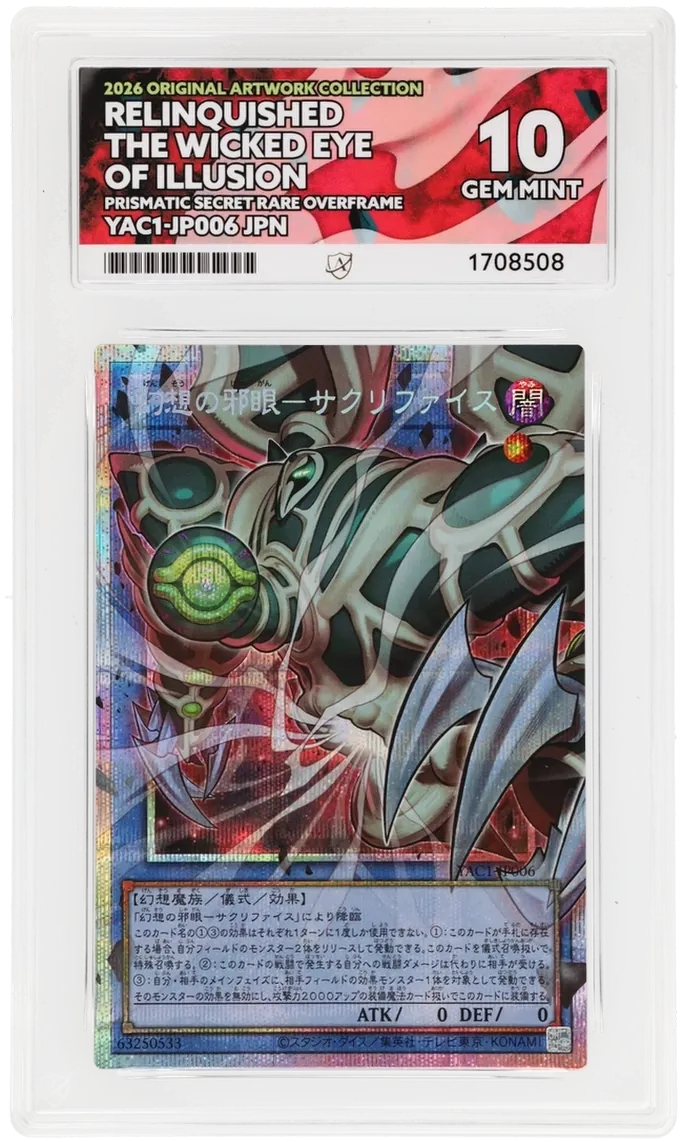 2026 ORIGINAL ARTWORK COLLECTION
RELINQUISHED
THE WICKED EYE
OF ILLUSION
PRISMATIC SECRET RARE OVERFRAME
YAC1-JP006 JPN
10
GEM MINT
1708508
幻想の邪眼－サクリファイス
闇
YAC1-JP006
【幻想魔族／儀式／効果】
「幻想の邪眼－サクリファイス」により降臨
このカード名の①③の効果はそれぞれ1ターンに1度しか使用できない。①：このカードが手札に存在
する場合、自分フィールドのモンスター2体をリリースして発動できる。このカードを儀式召喚扱いで
特殊召喚する。②：このカードの戦闘で発生する自分への戦闘ダメージは代わりに相手が受ける。
③：自分・相手のメインフェイズに、相手フィールドの効果モンスター1体を対象として発動できる。
そのモンスターの効果を無効にし、攻撃力2000アップの装備魔法カード扱いでこのカードに装備する。
ATK/ 0 DEF/ 0
63250533
©スタジオ・ダイス／集英社・テレビ東京・KONAMI